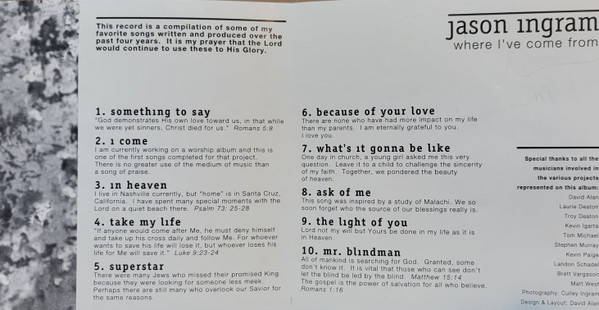 This record is a compilation of some of my
favorite songs written and produced over the
past four years. It is my prayer that the Lord
would continue to use these to His Glory.
jason ingram
where I've come from
1. something to say
"God demonstrates His own love toward us, in that while
we were yet sinners, Christ died for us." Romans 5:8
2. i come
I am currently working on a worship album and this is
one of the first songs completed for that project.
There is no greater use of the medium of music than
a song of praise.
3. in heaven
I live in Nashville currently, but "home" is in Santa Cruz,
California. I have spent many special moments with the
Lord on a quiet beach there. Psalm 73: 25-28
4. take my life
"If anyone would come after Me, he must deny himself
and take up his cross daily and follow Me. For whoever
wants to save his life will lose it, but whoever loses his
life for Me will save it." Luke 9:23-24
5. superstar
There were many Jews who missed their promised King
because they were looking for someone less meek.
Perhaps there are still many who overlook our Savior for
the same reasons.
6. because of your love
There are none who have had more impact on my life
than my parents. I am eternally grateful to you.
I love you.
7. what's it gonna be like
One day in church, a young girl asked me this very
question. Leave it to a child to challenge the sincerity
of my faith. Together, we pondered the beauty
of heaven.
8. ask of me
This song was inspired by a study of Malachi. We so
soon forget who the source of our blessings really is.
9. the light of you
Lord not my will but Yours be done in my life as it is
in Heaven.
10. mr. blindman
All of mankind is searching for God. Granted, some
don't know it. It is vital that those who can see don't
let the blind be led by the blind. Matthew 15:14
The gospel is the power of salvation for all who believe.
Romans 1:16
Special thanks to all the
musicians involved in
the various projects
represented on this album:
David Alan
Laurie Deaton
Troy Deaton
Kevin Igarta
Tom Michael
Stephen Murray
Kevin Paige
Landon Schadel
Brett Vargason
Matt West
Photography: Culley Ingram
Design & Layout: David Alan